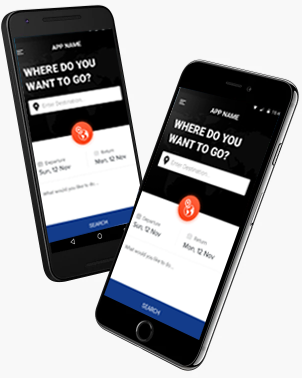 APP NAME
WHERE DO YOU
WANT TO GO?
Enter Destination...
Departure
Sun, 12 Nov
Return
Mon, 12 Nov
What would you like to do...
SEARCH
APP NAME
WHERE DO YOU
WANT TO GO?
Enter Destination...
Departure
Sun, 12 Nov
Return
Mon, 12 Nov
What would you like to do...
SEARCH